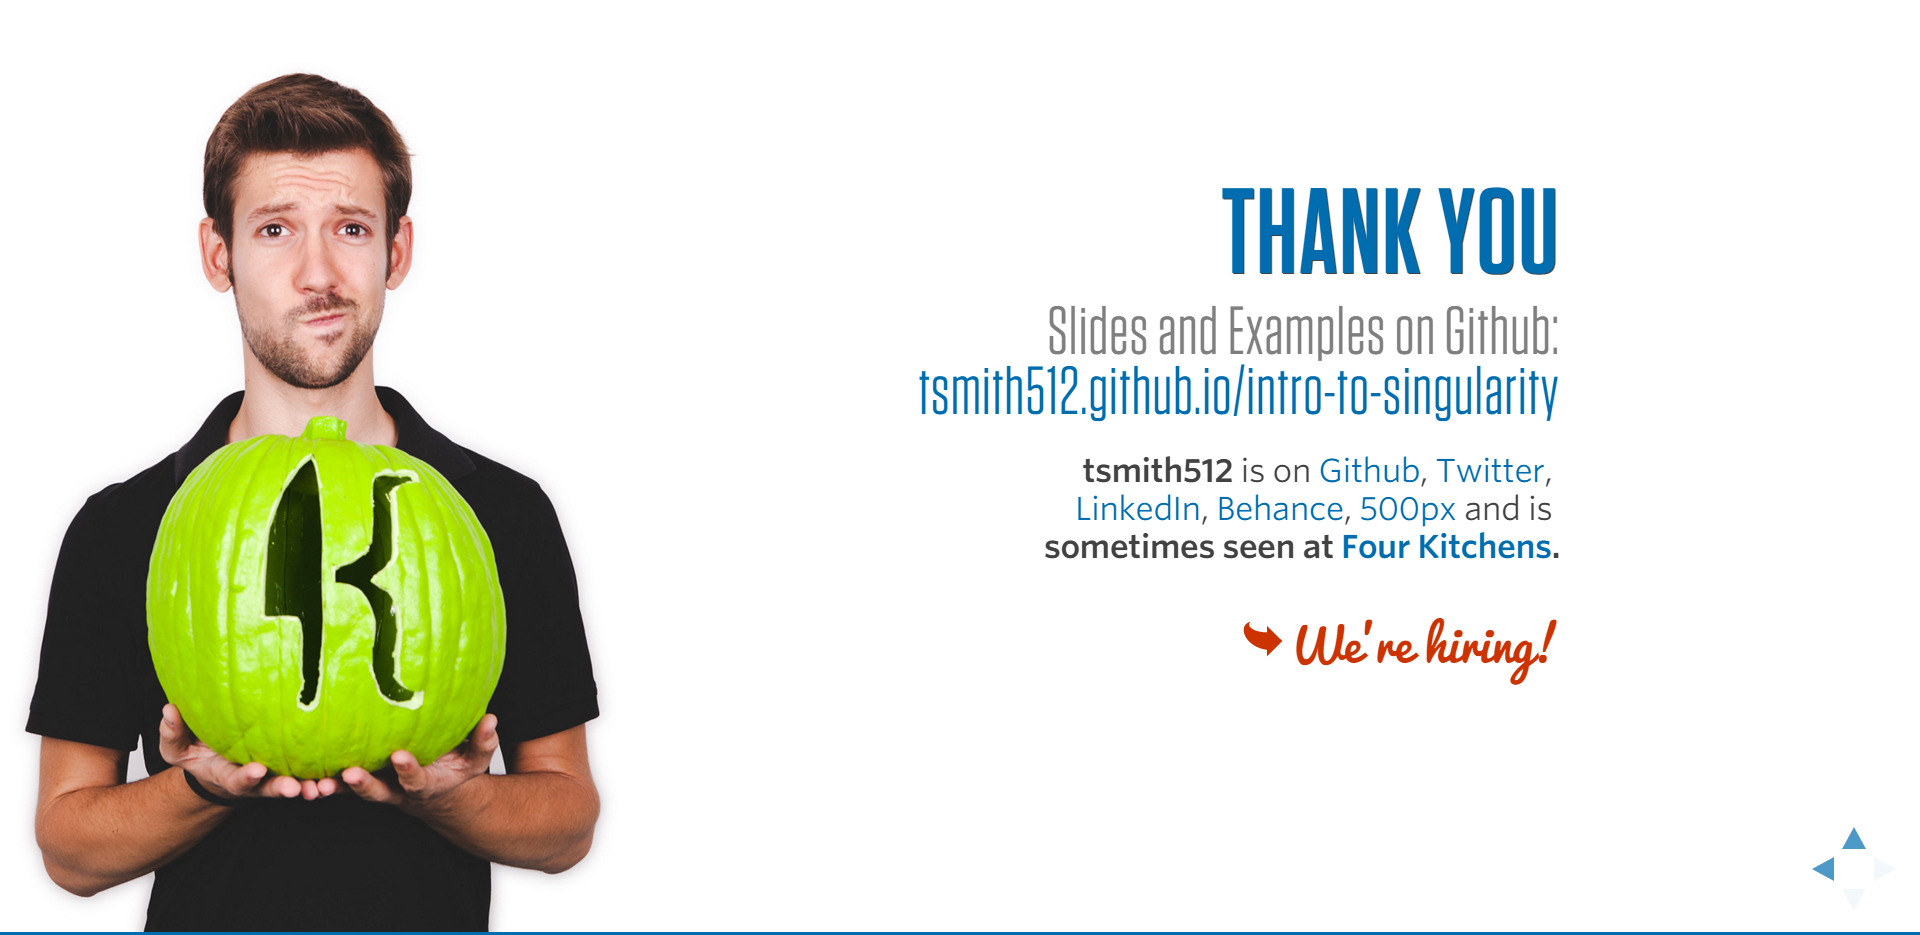 THANK YOU
Slides and Examples on Github:
tsmith512.github.io/intro-to-singularity
tsmith512 is on Github, Twitter,
LinkedIn, Behance, 500px and is
sometimes seen at Four Kitchens.
We're hiring!